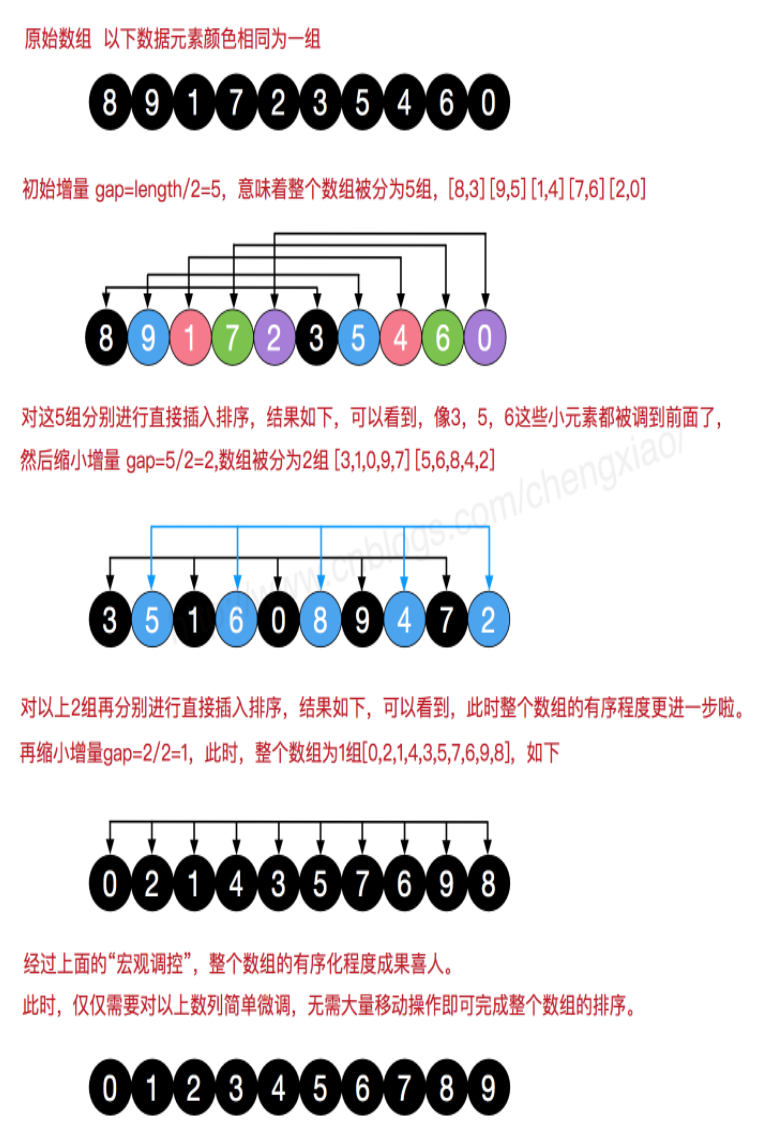 原始数组 以下数据元素颜色相同为一组
8 9 1 7 2 3 5 4 6 0
初始增量 gap=length/2=5，意味着整个数组被分为5组，[8,3][9,5][1,4][7,6][2,0]
8 9 1 7 2 3 5 4 6 0
对这5组分别进行直接插入排序，结果如下，可以看到，像3，5，6这些小元素都被调到前面了，
然后缩小增量 gap=5/2=2,数组被分为2组 [3,1,0,9,7][5,6,8,4,2]
http://www.cnblogs.com/chengxiao/
3 5 1 6 0 8 9 4 7 2
对以上2组再分别进行直接插入排序，结果如下，可以看到，此时整个数组的有序程度更进一步啦。
再缩小增量gap=2/2=1，此时，整个数组为1组[0,2,1,4,3,5,7,6,9,8]，如下
0 2 1 4 3 5 7 6 9 8
经过上面的“宏观调控”，整个数组的有序化程度成果喜人。
此时，仅仅需要对以上数列简单微调，无需大量移动操作即可完成整个数组的排序。
0 1 2 3 4 5 6 7 8 9